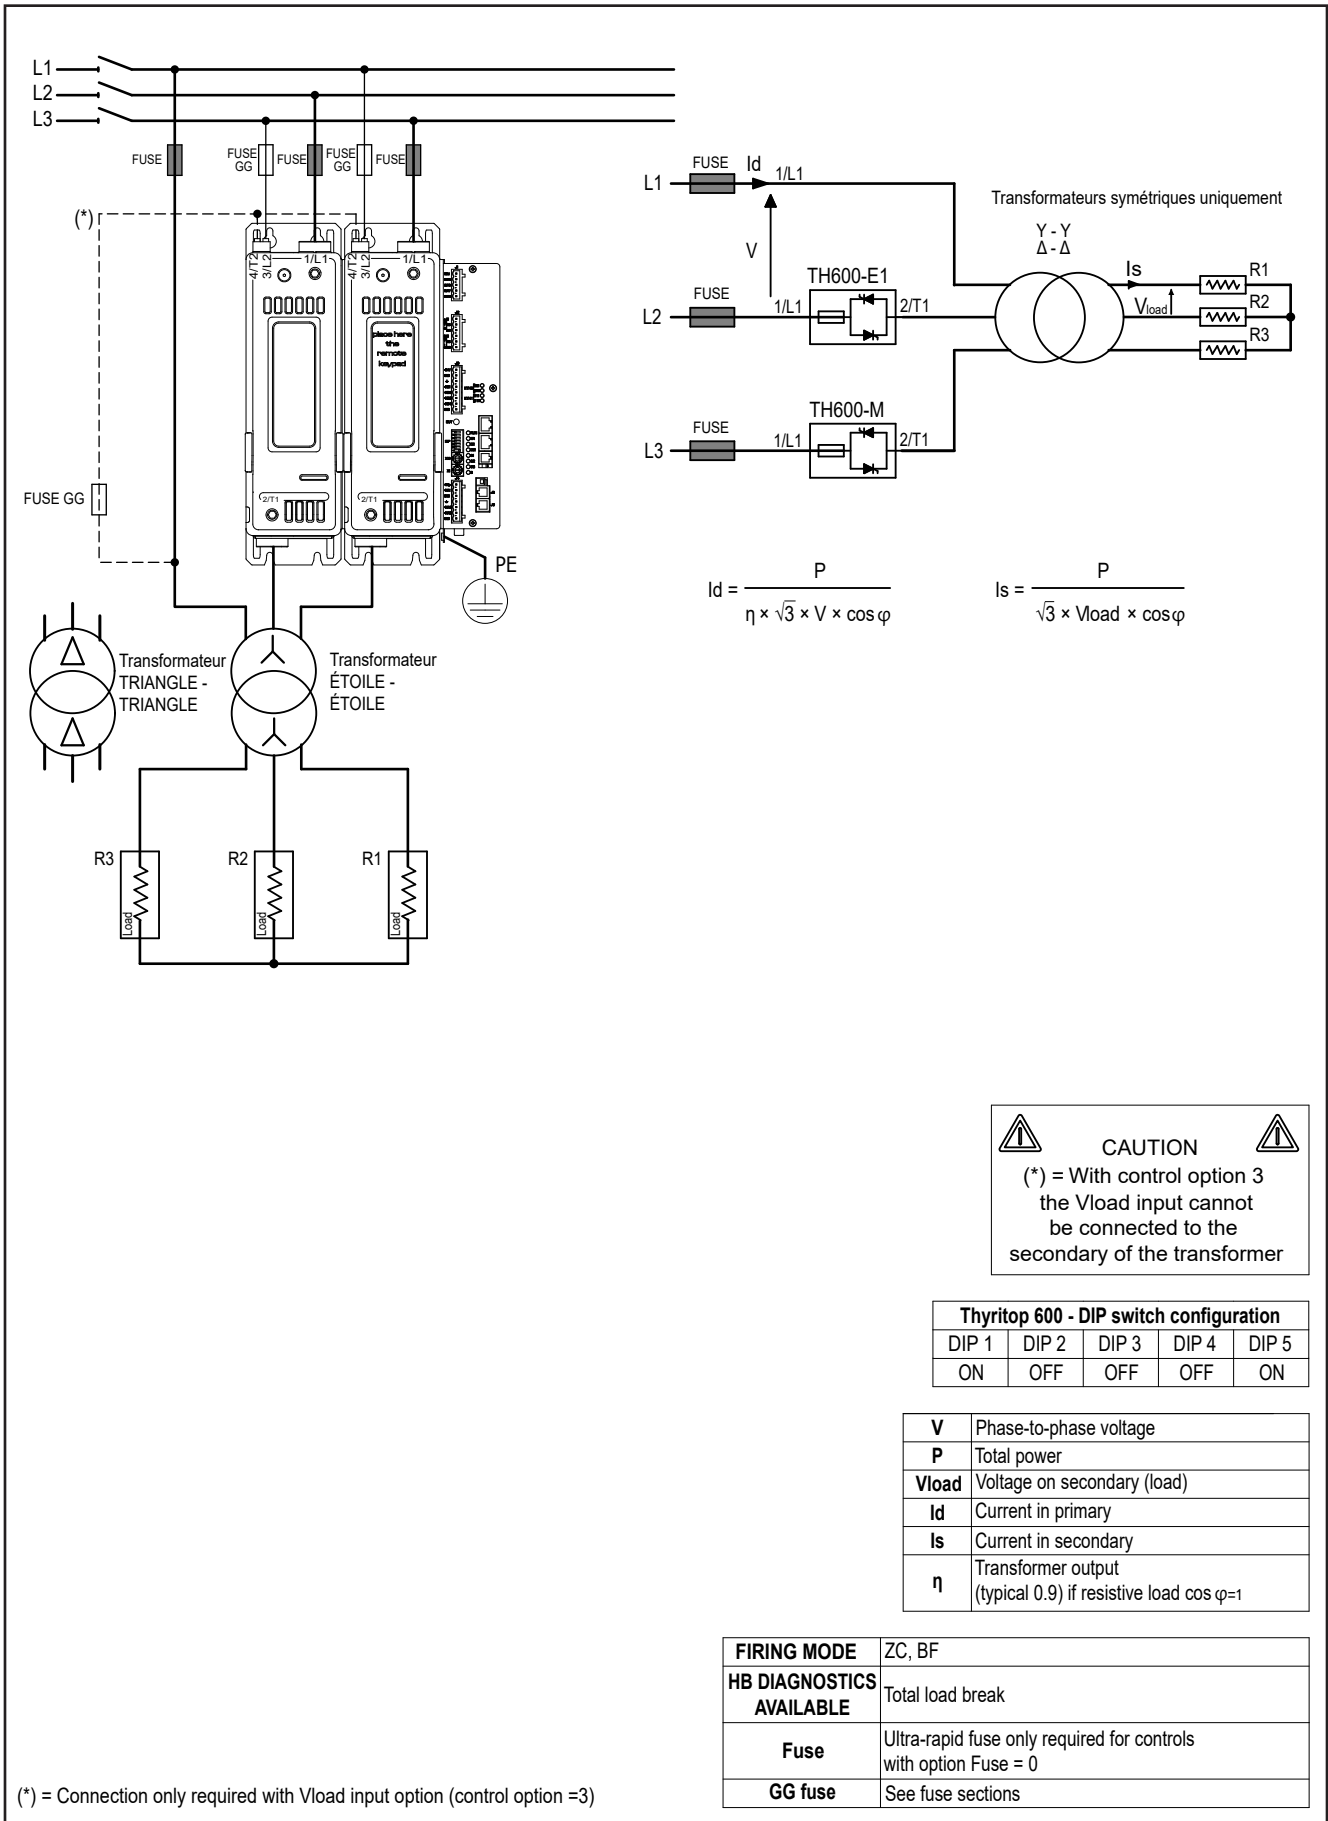 L1
L2
L3
FUSE
FUSE GG
FUSE
FUSE GG
FUSE
(*)
4/T2
3/L2
1/L1
4/T2
3/L2
1/L1
place here
the
remote
keypad
2/T1
2/T1
FUSE GG
PE
Transformateur
TRIANGLE -
TRIANGLE
Transformateur
ÉTOILE -
ÉTOILE
R3
R2
R1
Load
Load
Load
FUSE
Id
1/L1
L1
Transformateurs symétriques uniquement
Y - Y
Δ - Δ
V
Is
R1
TH600-E1
FUSE
L2
1/L1
2/T1
Vload
R2
R3
TH600-M
FUSE
L3
1/L1
2/T1
Id = P / η × √3 × V × cos φ
Is = P / √3 × Vload × cos φ
CAUTION
(*) = With control option 3
the Vload input cannot
be connected to the
secondary of the transformer
Thyritop 600 - DIP switch configuration
DIP 1 DIP 2 DIP 3 DIP 4 DIP 5
ON OFF OFF OFF ON
V Phase-to-phase voltage
P Total power
Vload Voltage on secondary (load)
Id Current in primary
Is Current in secondary
η Transformer output
(typical 0.9) if resistive load cos φ=1
FIRING MODE ZC, BF
HB DIAGNOSTICS
AVAILABLE Total load break
Fuse Ultra-rapid fuse only required for controls
with option Fuse = 0
GG fuse See fuse sections
(*) = Connection only required with Vload input option (control option =3)